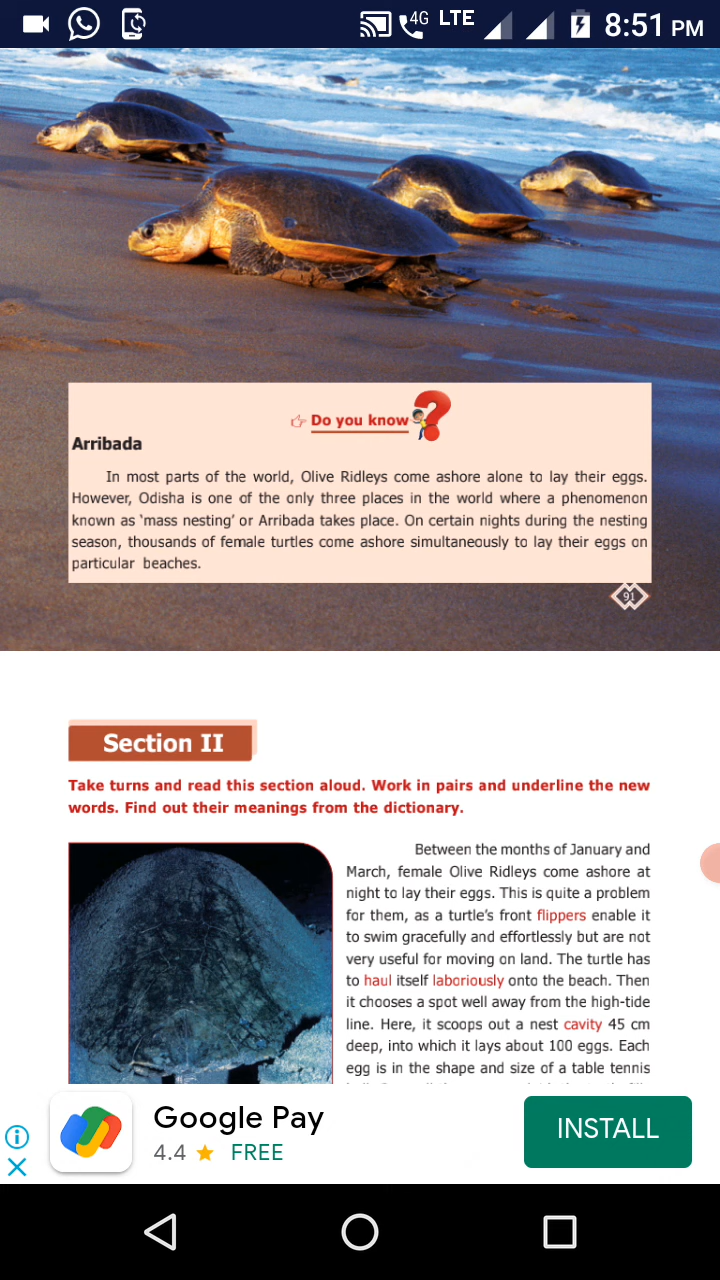 4G LTE 8:51 PM
Do you know
Arribada
In most parts of the world, Olive Ridleys come ashore alone to lay their eggs.
However, Odisha is one of the only three places in the world where a phenomenon
known as ‘mass nesting’ or Arribada takes place. On certain nights during the nesting
season, thousands of female turtles come ashore simultaneously to lay their eggs on
particular beaches.
91
Section II
Take turns and read this section aloud. Work in pairs and underline the new
words. Find out their meanings from the dictionary.
Between the months of January and
March, female Olive Ridleys come ashore at
night to lay their eggs. This is quite a problem
for them, as a turtle’s front flippers enable it
to swim gracefully and effortlessly but are not
very useful for moving on land. The turtle has
to haul itself laboriously onto the beach. Then
it chooses a spot well away from the high-tide
line. Here, it scoops out a nest cavity 45 cm
deep, into which it lays about 100 eggs. Each
egg is in the shape and size of a table tennis
Google Pay
4.4 ★ FREE
INSTALL